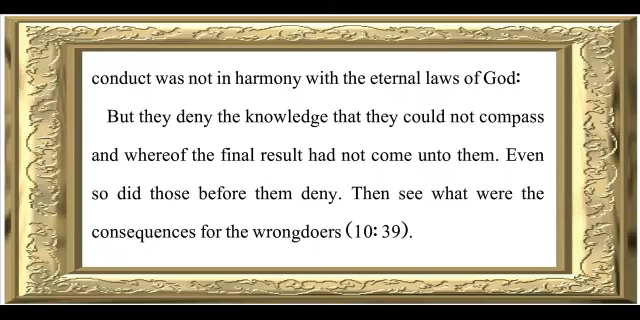 conduct was not in harmony with the eternal laws of God:
But they deny the knowledge that they could not compass
and whereof the final result had not come unto them. Even
so did those before them deny. Then see what were the
consequences for the wrongdoers (10: 39).